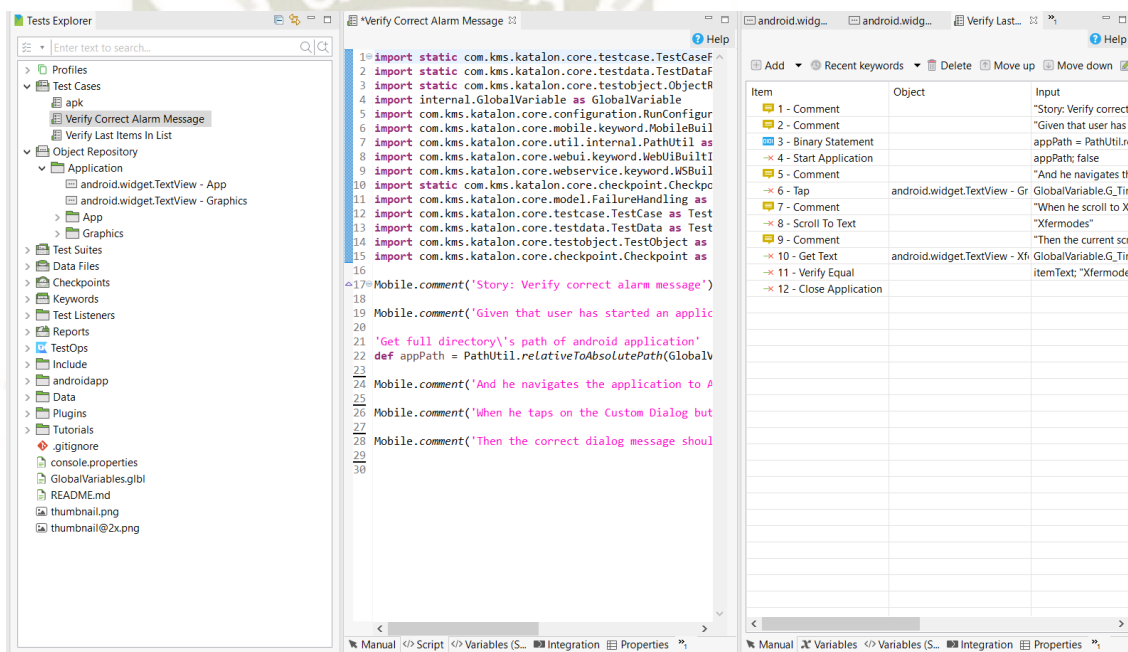 Tests Explorer
Enter text to search...
Profiles
Test Cases
apk
Verify Correct Alarm Message
Verify Last Items In List
Object Repository
Application
android.widget.TextView - App
android.widget.TextView - Graphics
App
Graphics
Test Suites
Data Files
Checkpoints
Keywords
Test Listeners
Reports
TestOps
Include
androidapp
Data
Plugins
Tutorials
.gitignore
console.properties
GlobalVariables.glbl
README.md
thumbnail.png
thumbnail@2x.png
*Verify Correct Alarm Message
Help
1 import static com.kms.katalon.core.testcase.TestCaseF
2 import static com.kms.katalon.core.testdata.TestDataF
3 import static com.kms.katalon.core.testobject.ObjectR
4 import internal.GlobalVariable as GlobalVariable
5 import com.kms.katalon.core.configuration.RunConfigur
6 import com.kms.katalon.core.mobile.keyword.MobileBuil
7 import com.kms.katalon.core.util.internal.PathUtil as
8 import com.kms.katalon.core.webui.keyword.WebUiBuiltI
9 import com.kms.katalon.core.webservice.keyword.WSBuil
10 import static com.kms.katalon.core.checkpoint.Checkpo
11 import com.kms.katalon.core.model.FailureHandling as
12 import com.kms.katalon.core.testcase.TestCase as Test
13 import com.kms.katalon.core.testdata.TestData as Test
14 import com.kms.katalon.core.testobject.TestObject as
15 import com.kms.katalon.core.checkpoint.Checkpoint as
16
17 Mobile.comment('Story: Verify correct alarm message')
18
19 Mobile.comment('Given that user has started an applic
20
21 'Get full directory\'s path of android application'
22 def appPath = PathUtil.relativeToAbsolutePath(GlobalV
23
24 Mobile.comment('And he navigates the application to A
25
26 Mobile.comment('When he taps on the Custom Dialog but
27
28 Mobile.comment('Then the correct dialog message shoul
29
30
Manual Script Variables (S... Integration Properties »1
android.widg... android.widg... Verify Last... »1
Help
Add Recent keywords Delete Move up Move down
Item Object Input
1 - Comment "Story: Verify correct
2 - Comment "Given that user has
3 - Binary Statement appPath = PathUtil.re
4 - Start Application appPath; false
5 - Comment "And he navigates th
6 - Tap android.widget.TextView - Gr GlobalVariable.G_Tim
7 - Comment "When he scroll to X
8 - Scroll To Text "Xfermodes"
9 - Comment "Then the current scr
10 - Get Text android.widget.TextView - Xfe GlobalVariable.G_Tim
11 - Verify Equal itemText; "Xfermode
12 - Close Application
Manual Variables Variables (S... Integration Properties »1